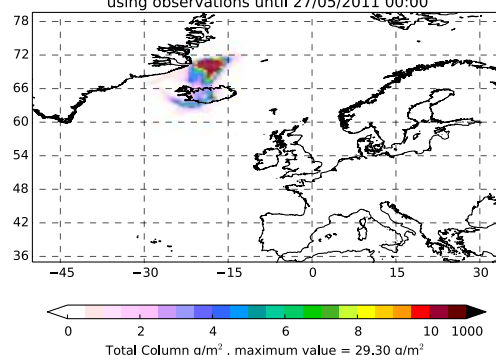 using observations until 27/05/2011 00:00
78
72
66
60
54
48
42
36
−45 −30 −15 0 15 30
0 2 4 6 8 10 1000
Total Column g/m² , maximum value = 29.30 g/m²